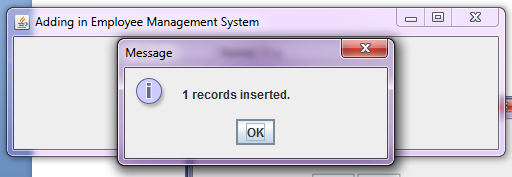 Adding in Employee Management System
Message
1 records inserted.
OK